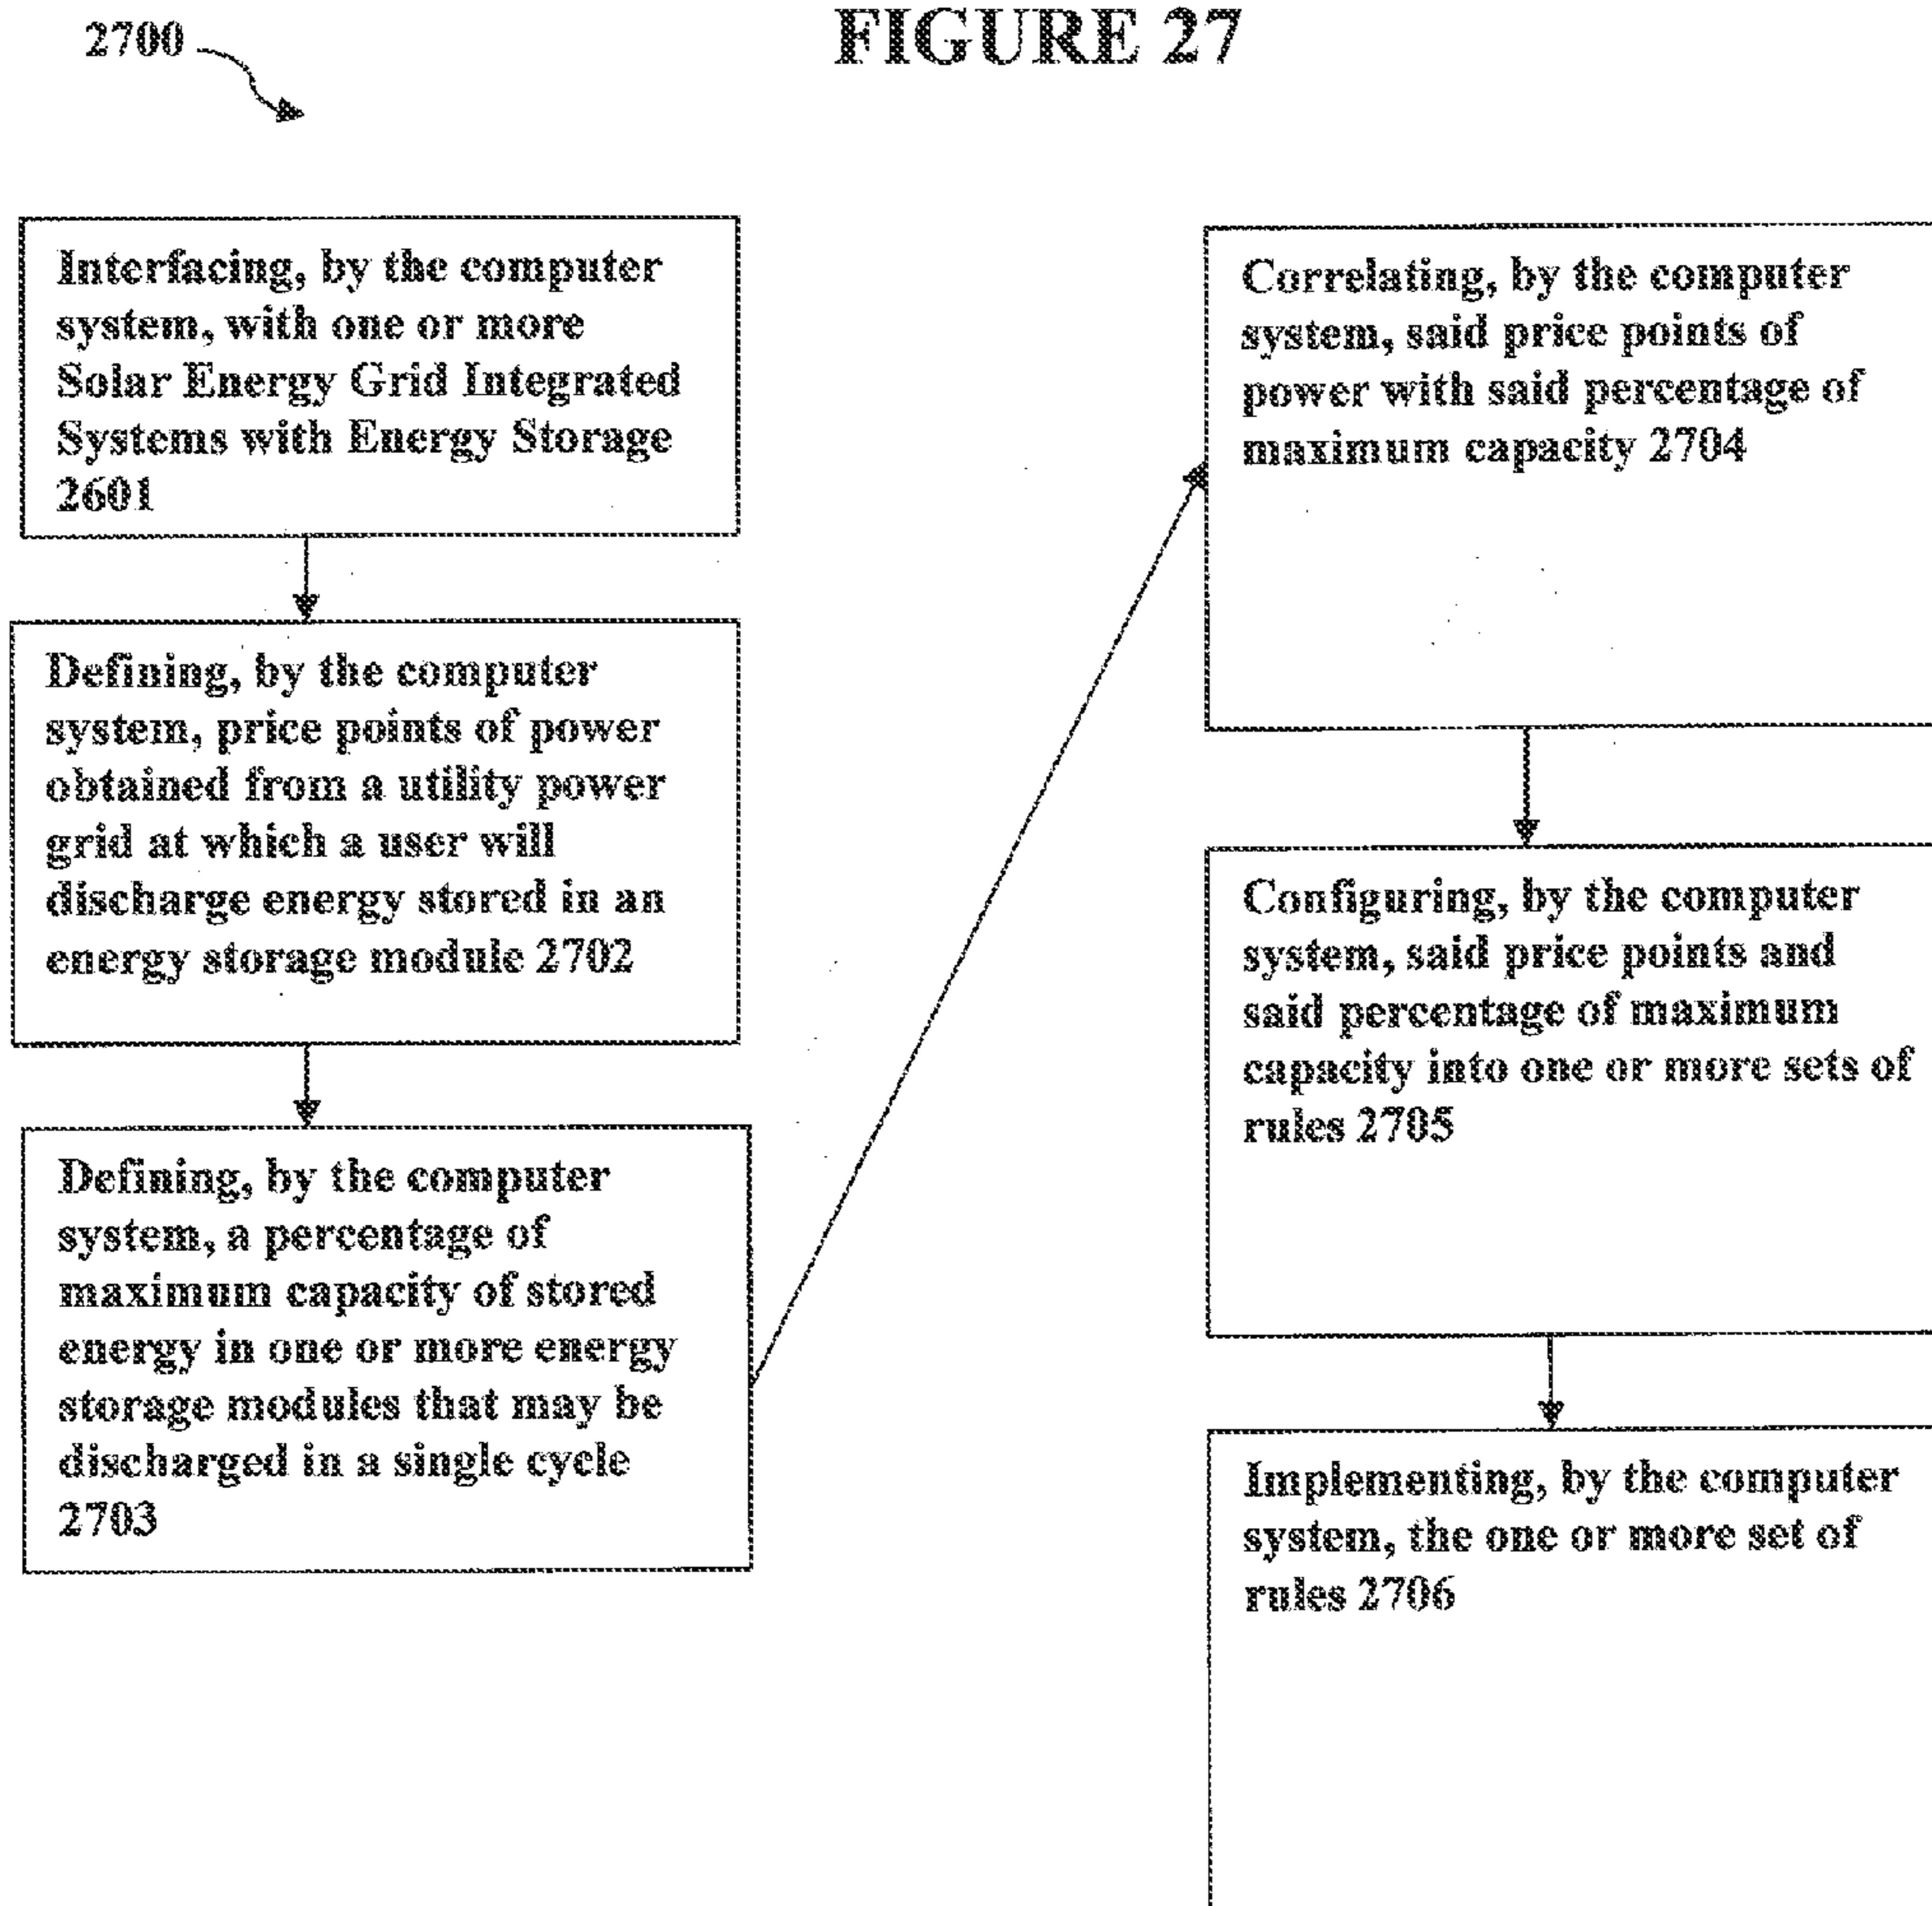 FIGURE 27
2700
Interfacing, by the computer
system, with one or more
Solar Energy Grid Integrated
Systems with Energy Storage
2601
Defining, by the computer
system, price points of power
obtained from a utility power
grid at which a user will
discharge energy stored in an
energy storage module 2702
Defining, by the computer
system, a percentage of
maximum capacity of stored
energy in one or more energy
storage modules that may be
discharged in a single cycle
2703
Correlating, by the computer
system, said price points of
power with said percentage of
maximum capacity 2704
Configuring, by the computer
system, said price points and
said percentage of maximum
capacity into one or more sets of
rules 2705
Implementing, by the computer
system, the one or more set of
rules 2706